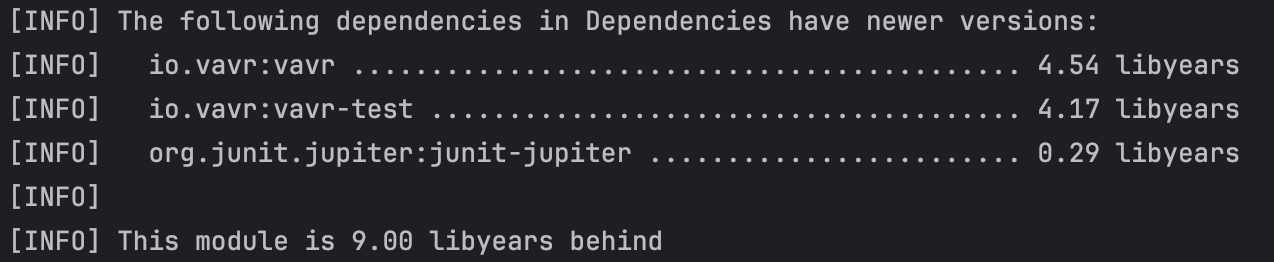 [INFO] The following dependencies in Dependencies have newer versions:
[INFO]   io.vavr:vavr ........................................... 4.54 libyears
[INFO]   io.vavr:vavr-test ...................................... 4.17 libyears
[INFO]   org.junit.jupiter:junit-jupiter ........................ 0.29 libyears
[INFO]
[INFO] This module is 9.00 libyears behind